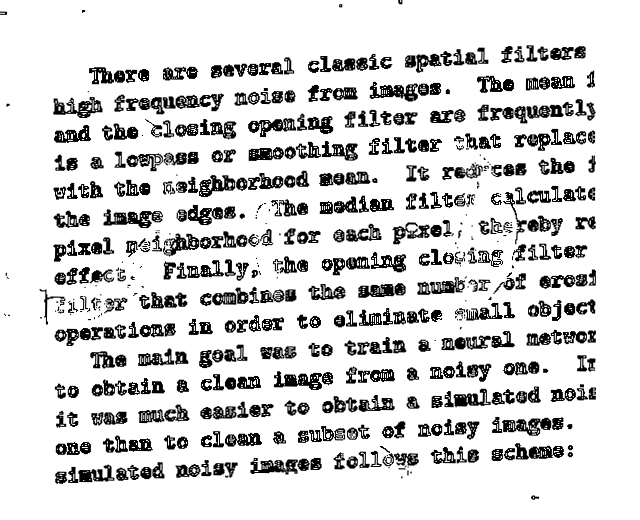 There are several classic spatial filters
high frequency noise from images. The mean
and the closing opening filter are frequently
is a lowpass or smoothing filter that replace
with the neighborhood mean. It reduces the
the image edges. The median filter calculate
pixel neighborhood for each pixel, thereby re
effect. Finally, the opening closing filter
filter that combines the same number of erosi
operations in order to eliminate small object
The main goal was to train a neural networ
to obtain a clean image from a noisy one. In
it was much easier to obtain a simulated nois
one than to clean a subset of noisy images.
simulated noisy images follows this scheme: